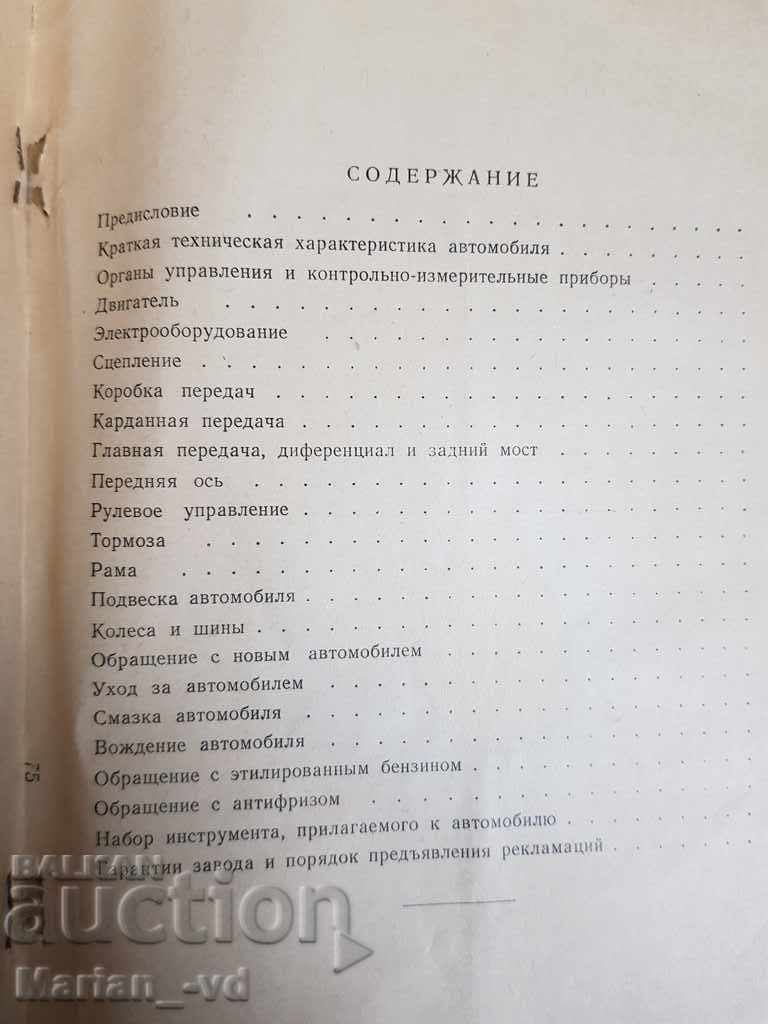 СОДЕРЖАНИЕ
Предисловие . . . . . . . . . . . . . . . . . .
Краткая техническая характеристика автомобиля . . . . . . .
Органы управления и контрольно-измерительные приборы . . . .
Двигатель . . . . . . . . . . . . . . . . . . .
Электрооборудование . . . . . . . . . . . . . . .
Сцепление . . . . . . . . . . . . . . . . . . .
Коробка передач . . . . . . . . . . . . . . . . .
Карданная передача . . . . . . . . . . . . . . . .
Главная передача, диференциал и задний мост . . . . . . . .
Передняя ось . . . . . . . . . . . . . . . . . .
Рулевое управление . . . . . . . . . . . . . . . .
Тормоза . . . . . . . . . . . . . . . . . . . .
Рама . . . . . . . . . . . . . . . . . . . . .
Подвеска автомобиля . . . . . . . . . . . . . . . .
Колеса и шины . . . . . . . . . . . . . . . . . .
Обращение с новым автомобилем . . . . . . . . . . . .
Уход за автомобилем . . . . . . . . . . . . . . . .
Смазка автомобиля . . . . . . . . . . . . . . . .
Вождение автомобиля . . . . . . . . . . . . . . . .
Обращение с этилированным бензином . . . . . . . . . .
Обращение с антифризом . . . . . . . . . . . . . .
Набор инструмента, прилагаемого к автомобилю . . . . . . .
Гарантии завода и порядок предъявления рекламаций . . . . .
75
BALKAN
auction
Marian_-vd